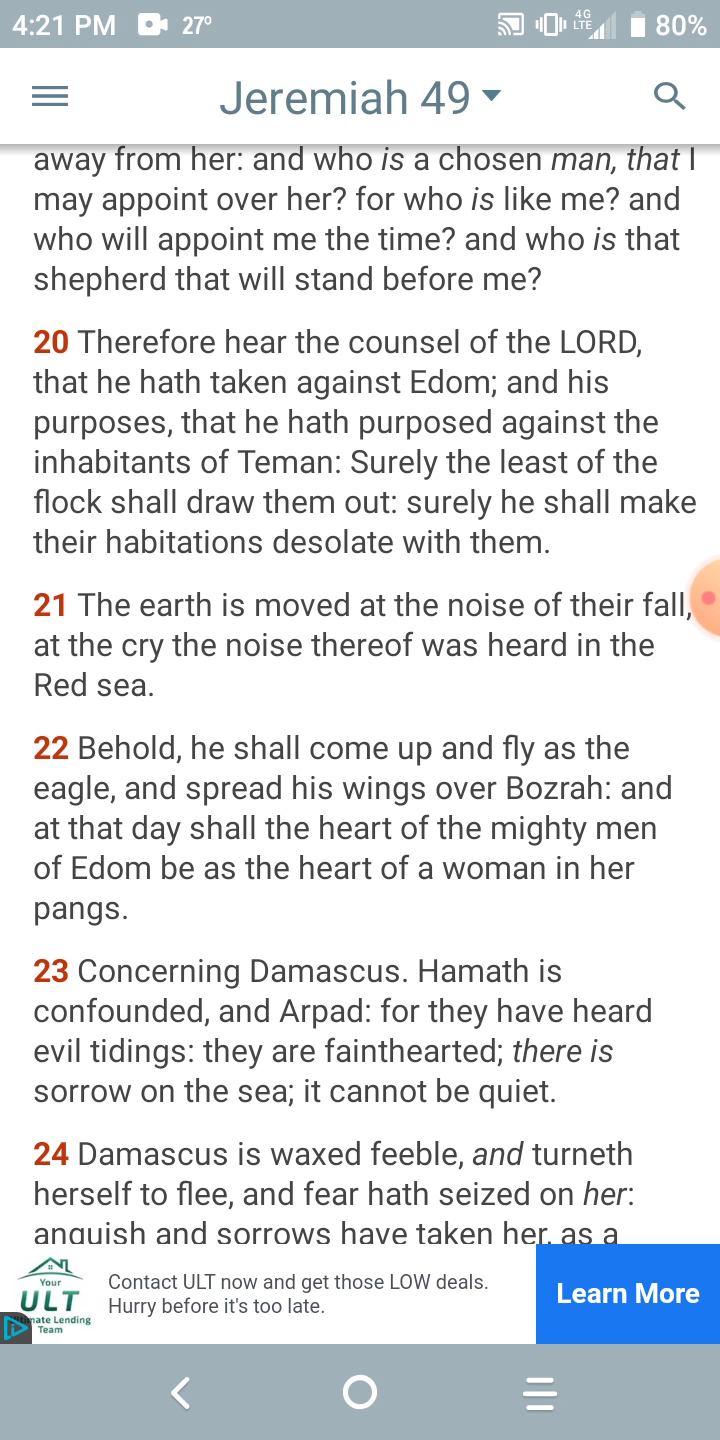 4:21 PM 27° 4G LTE 80%
Jeremiah 49
away from her: and who is a chosen man, that I
may appoint over her? for who is like me? and
who will appoint me the time? and who is that
shepherd that will stand before me?
20 Therefore hear the counsel of the LORD,
that he hath taken against Edom; and his
purposes, that he hath purposed against the
inhabitants of Teman: Surely the least of the
flock shall draw them out: surely he shall make
their habitations desolate with them.
21 The earth is moved at the noise of their fall,
at the cry the noise thereof was heard in the
Red sea.
22 Behold, he shall come up and fly as the
eagle, and spread his wings over Bozrah: and
at that day shall the heart of the mighty men
of Edom be as the heart of a woman in her
pangs.
23 Concerning Damascus. Hamath is
confounded, and Arpad: for they have heard
evil tidings: they are fainthearted; there is
sorrow on the sea; it cannot be quiet.
24 Damascus is waxed feeble, and turneth
herself to flee, and fear hath seized on her:
anguish and sorrows have taken her, as a
Your
ULT
Lending
Team
Contact ULT now and get those LOW deals.
Hurry before it's too late.
Learn More